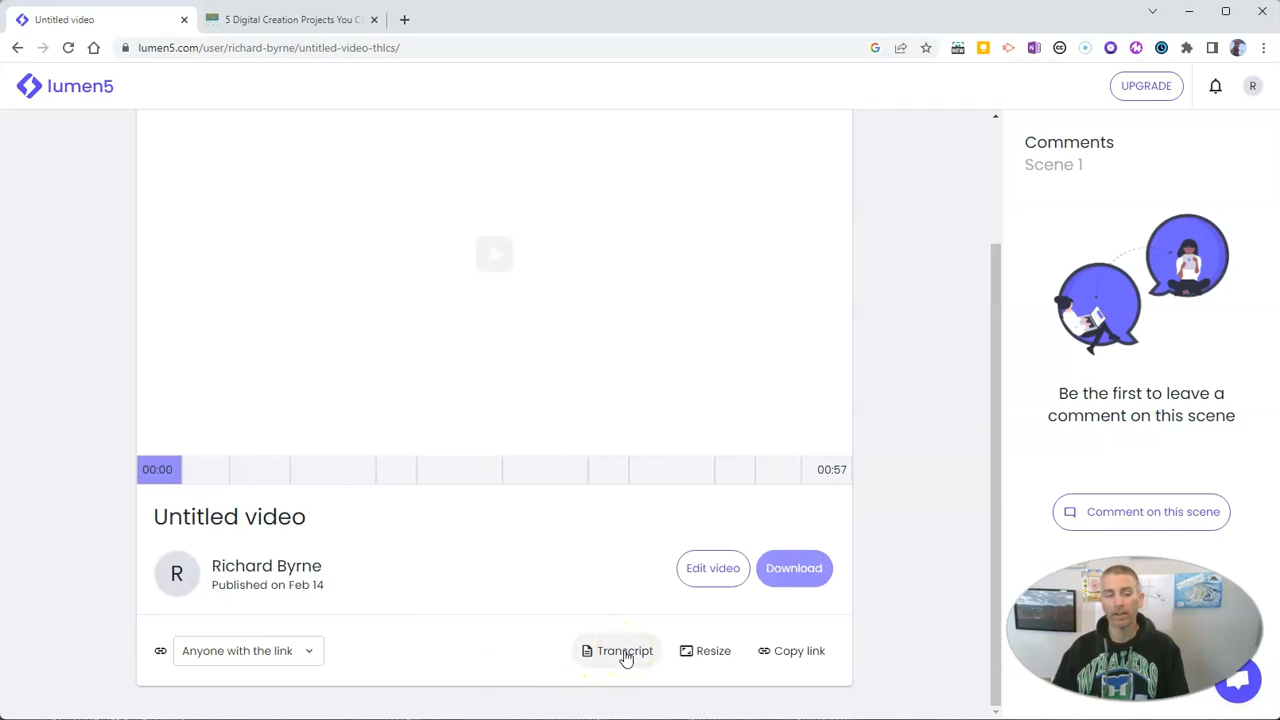 Untitled video
5 Digital Creation Projects You C
lumen5.com/user/richard-byrne/untitled-video-thlcs/
lumen5
UPGRADE
R
Comments
Scene 1
Be the first to leave a
comment on this scene
Comment on this scene
00:00
00:57
Untitled video
R
Richard Byrne
Published on Feb 14
Edit video
Download
Anyone with the link
Transcript
Resize
Copy link
WHALERS